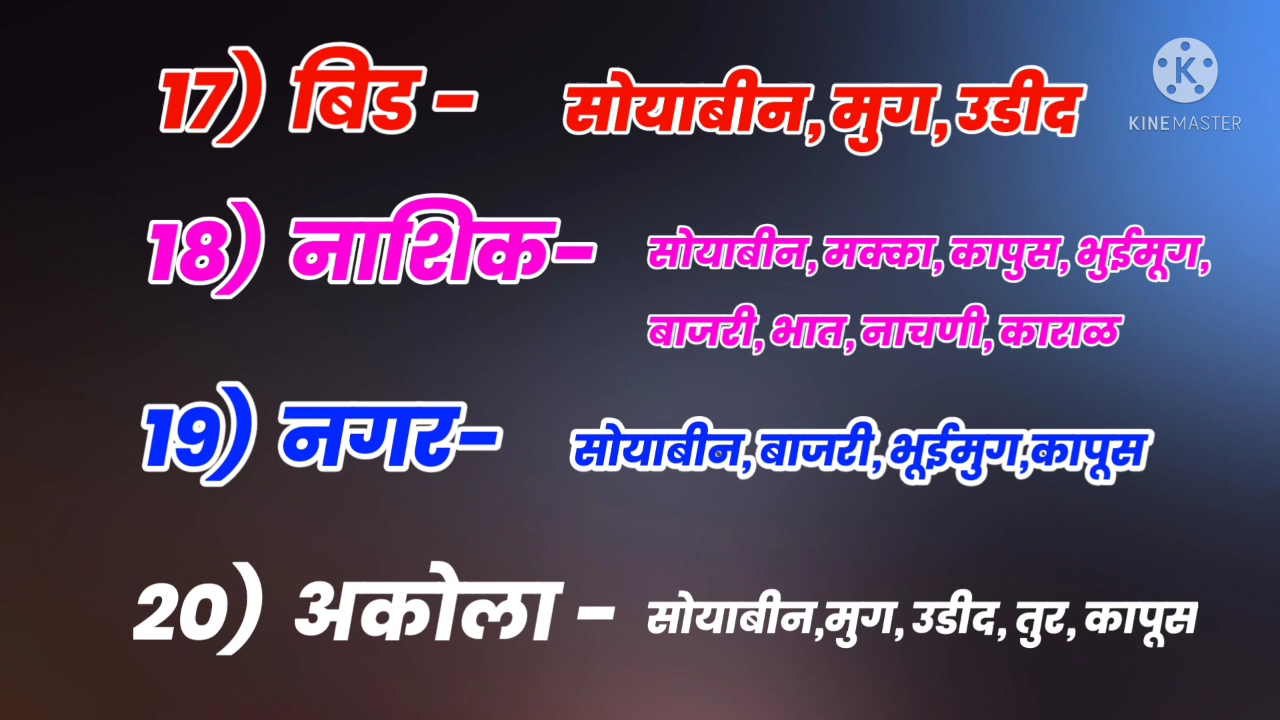 17) बिड - सोयाबीन, मुग, उडीद
KINEMASTER
18) नाशिक- सोयाबीन, मक्का, कापुस, भुईमूग,
बाजरी, भात, नाचणी, काराळ
19) नगर- सोयाबीन, बाजरी, भूईमुग,कापूस
20) अकोला - सोयाबीन,मुग, उडीद, तुर, कापूस